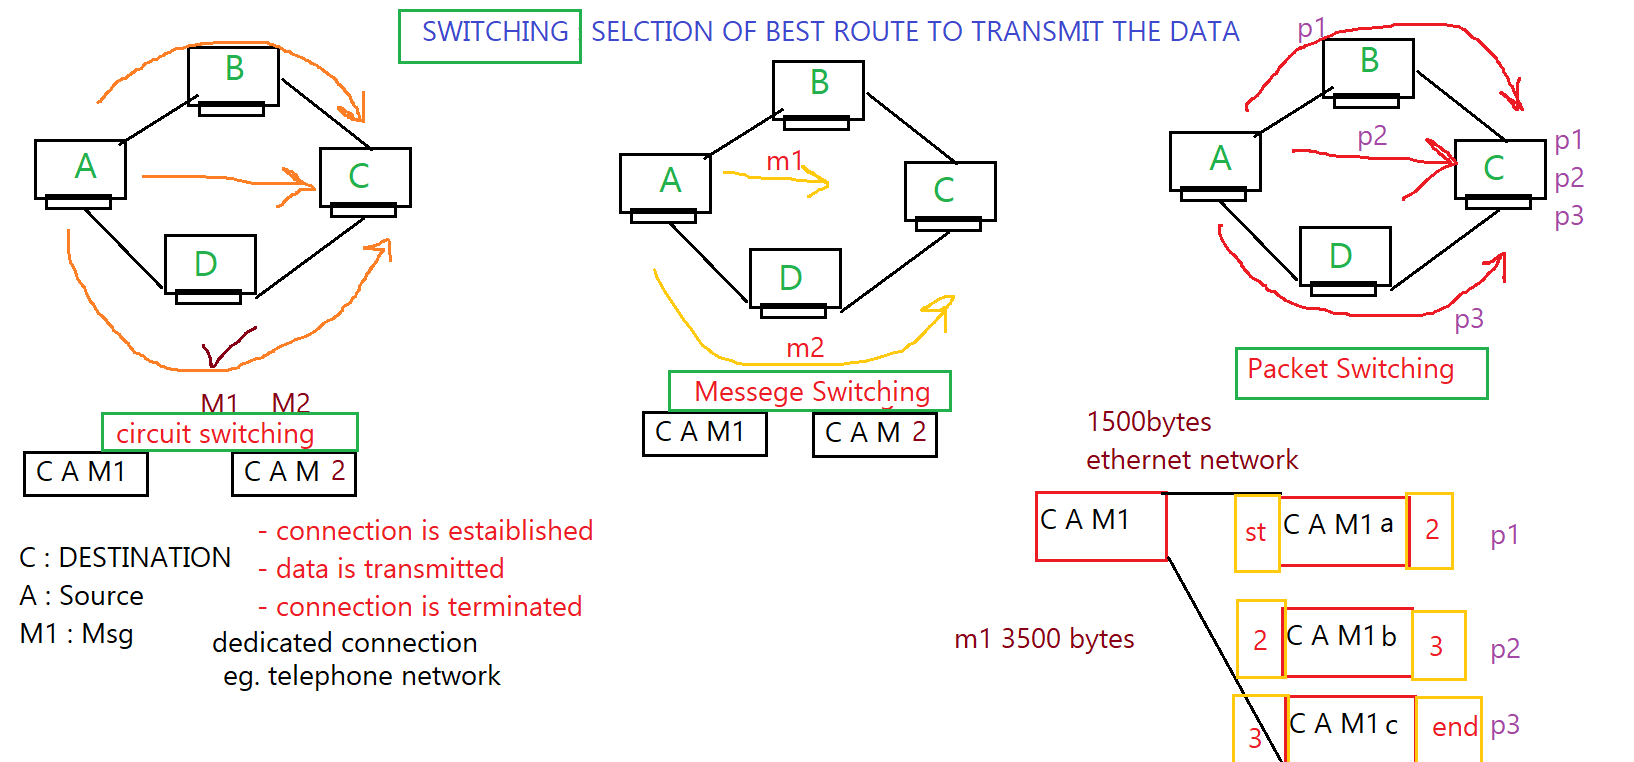 SWITCHING : SELCTION OF BEST ROUTE TO TRANSMIT THE DATA
B
A
C
D
M1 M2
circuit switching
C A M1
C A M 2
C : DESTINATION
A : Source
M1 : Msg
- connection is estaiblished
- data is transmitted
- connection is terminated
dedicated connection
eg. telephone network
B
A
m1
C
D
m2
Messege Switching
C A M1
C A M 2
p1
B
p2
A
C
p1
p2
p3
D
p3
Packet Switching
1500bytes
ethernet network
C A M1
m1 3500 bytes
st C A M1 a 2 p1
2 C A M1 b 3 p2
3 C A M1 c end p3